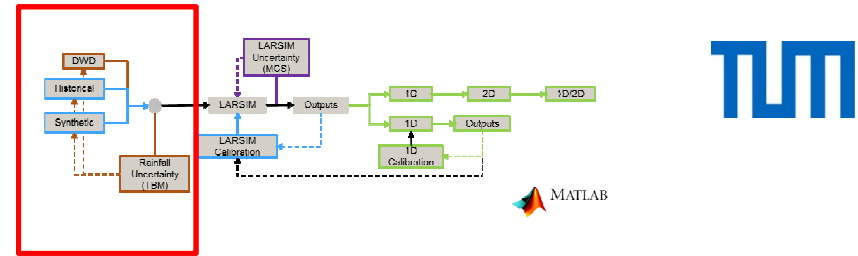 DWD
Historical
Synthetic
Rainfall
Uncertainty
(TBM)
LARSIM
LARSIM
Uncertainty
(MCS)
LARSIM
Calibration
Outputs
1D
2D
1D/2D
1D
Outputs
1D
Calibration
MATLAB
TUM